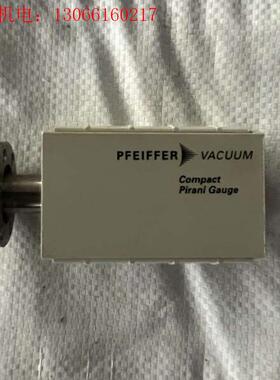 机电：13066160217
PFEIFFER VACUUM
Compact
Pirani Gauge